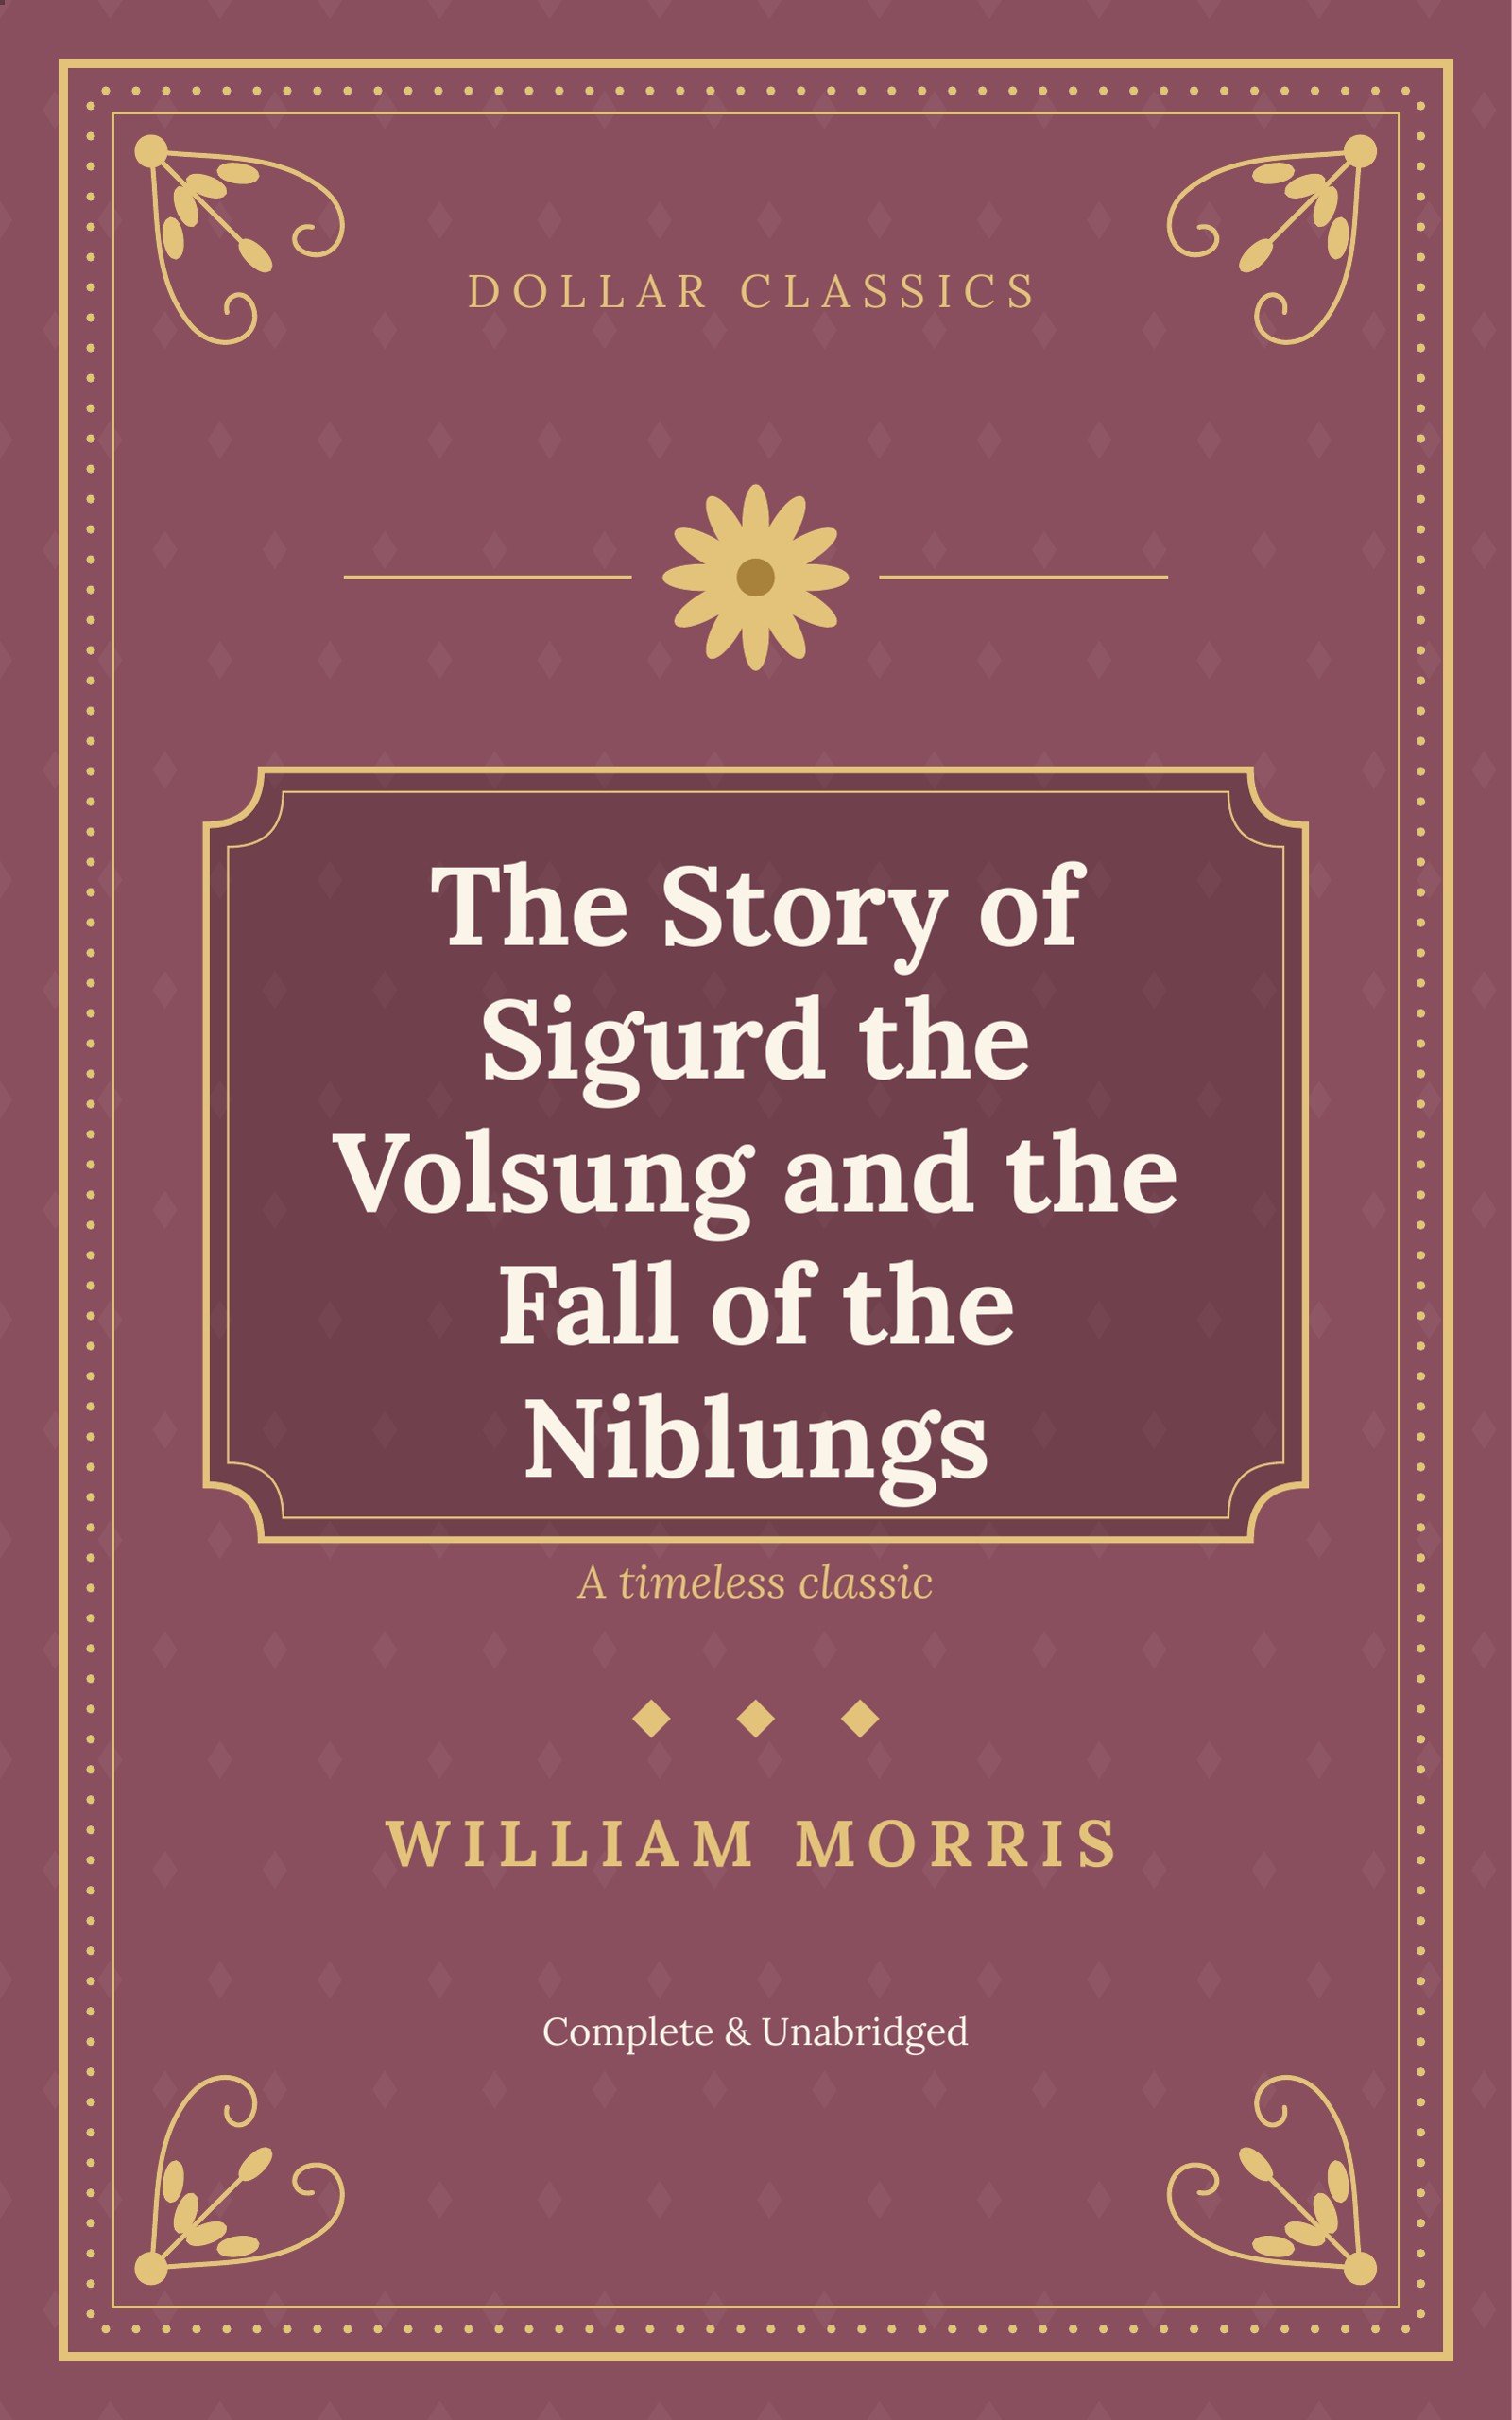 DOLLAR CLASSICS
The Story of
Sigurd the
Volsung and the
Fall of the
Niblungs
A timeless classic
WILLIAM MORRIS
Complete & Unabridged